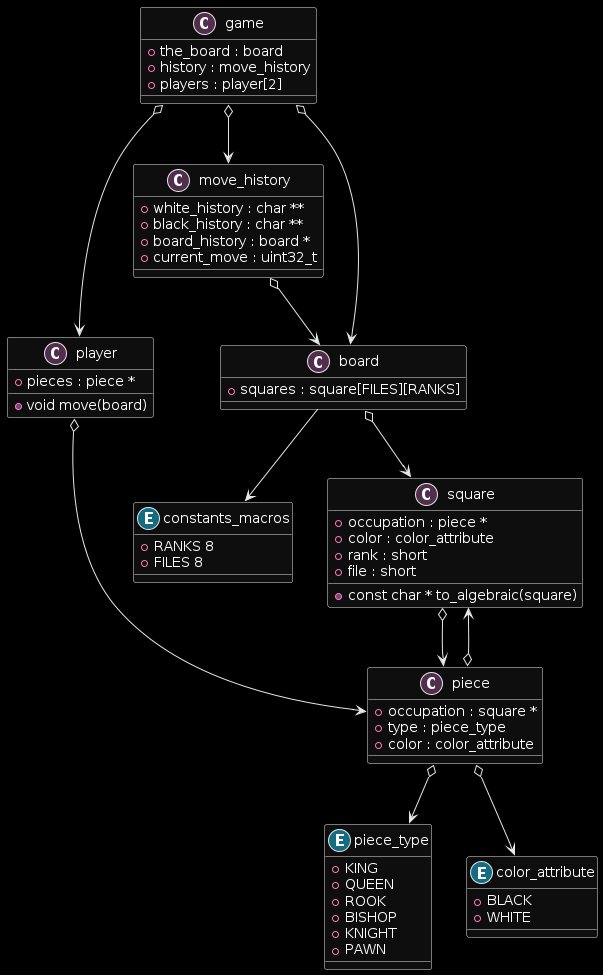 C game
the_board : board
history : move_history
players : player[2]
C move_history
white_history : char **
black_history : char **
board_history : board *
current_move : uint32_t
C player
pieces : piece *
void move(board)
C board
squares : square[FILES][RANKS]
E constants_macros
RANKS 8
FILES 8
C square
occupation : piece *
color : color_attribute
rank : short
file : short
const char * to_algebraic(square)
C piece
occupation : square *
type : piece_type
color : color_attribute
E piece_type
KING
QUEEN
ROOK
BISHOP
KNIGHT
PAWN
E color_attribute
BLACK
WHITE